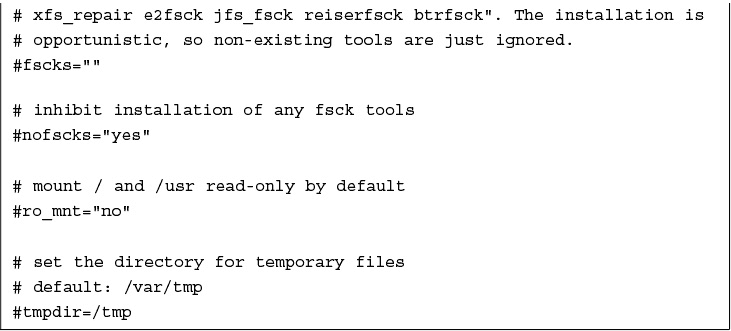 # xfs_repair e2fsck jfs_fsck reiserfsck btrfsck". The installation is
# opportunistic, so non-existing tools are just ignored.
#fscks=""
# inhibit installation of any fsck tools
#nofscks="yes"
# mount / and /usr read-only by default
#ro_mnt="no"
# set the directory for temporary files
# default: /var/tmp
#tmpdir=/tmp